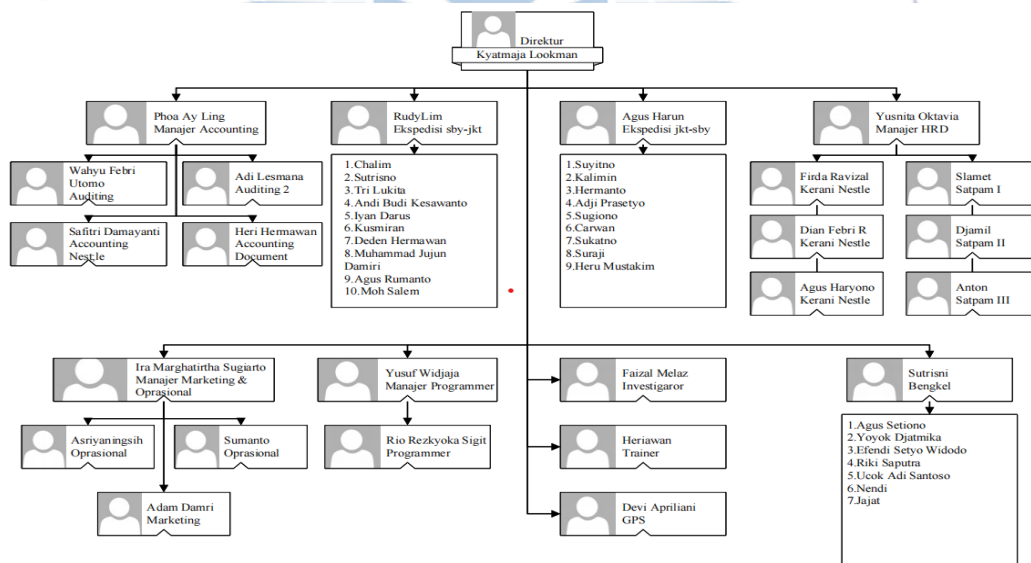 Direktur
Kyatmaja Lookman
Phoa Ay Ling
Manajer Accounting
RudyLim
Ekspedisi sby-jkt
Agus Harun
Ekspedisi jkt-sby
Yusnita Oktavia
Manajer HRD
Wahyu Febri
Utomo
Auditing
Adi Lesmana
Auditing 2
Safitri Damayanti
Accounting
Nest;le
Heri Hermawan
Accounting
Document
1.Chalim
2.Sutrisno
3.Tri Lukita
4.Andi Budi Kesawanto
5.Iyan Darus
6.Kusmiran
7.Deden Hermawan
8.Muhammad Jujun
Damiri
9.Agus Rumanto
10.Moh Salem
1.Suyitno
2.Kalimin
3.Hermanto
4.Adji Prasetyo
5.Sugiono
6.Carwan
7.Sukatno
8.Suraji
9.Heru Mustakim
Firda Ravizal
Kerani Nestle
Slamet
Satpam I
Dian Febri R
Kerani Nestle
Djamil
Satpam II
Agus Haryono
Kerani Nestle
Anton
Satpam III
Ira Marghatirtha Sugiarto
Manajer Marketing &
Oprasional
Yusuf Widjaja
Manajer Programmer
Faizal Melaz
Investigaror
Sutrisni
Bengkel
Asriyaningsih
Oprasional
Sumanto
Oprasional
Rio Rezkyoka Sigit
Programmer
Heriawan
Trainer
Adam Damri
Marketing
Devi Apriliani
GPS
1.Agus Setiono
2.Yoyok Djatmika
3.Efendi Setyo Widodo
4.Riki Saputra
5.Ucok Adi Santoso
6.Nendi
7.Jajat